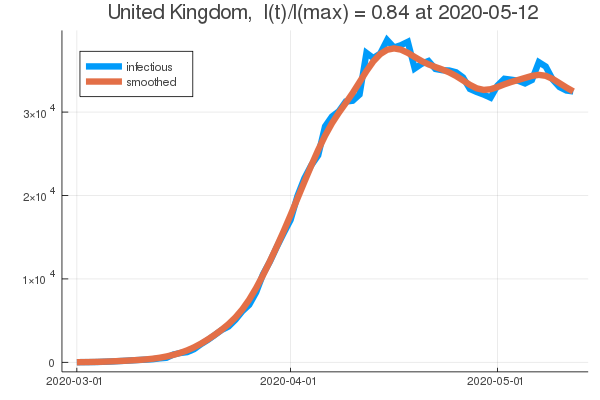 United Kingdom, I(t)/I(max) = 0.84 at 2020-05-12
infectious
smoothed
3×10⁴
2×10⁴
1×10⁴
0
2020-03-01 2020-04-01 2020-05-01